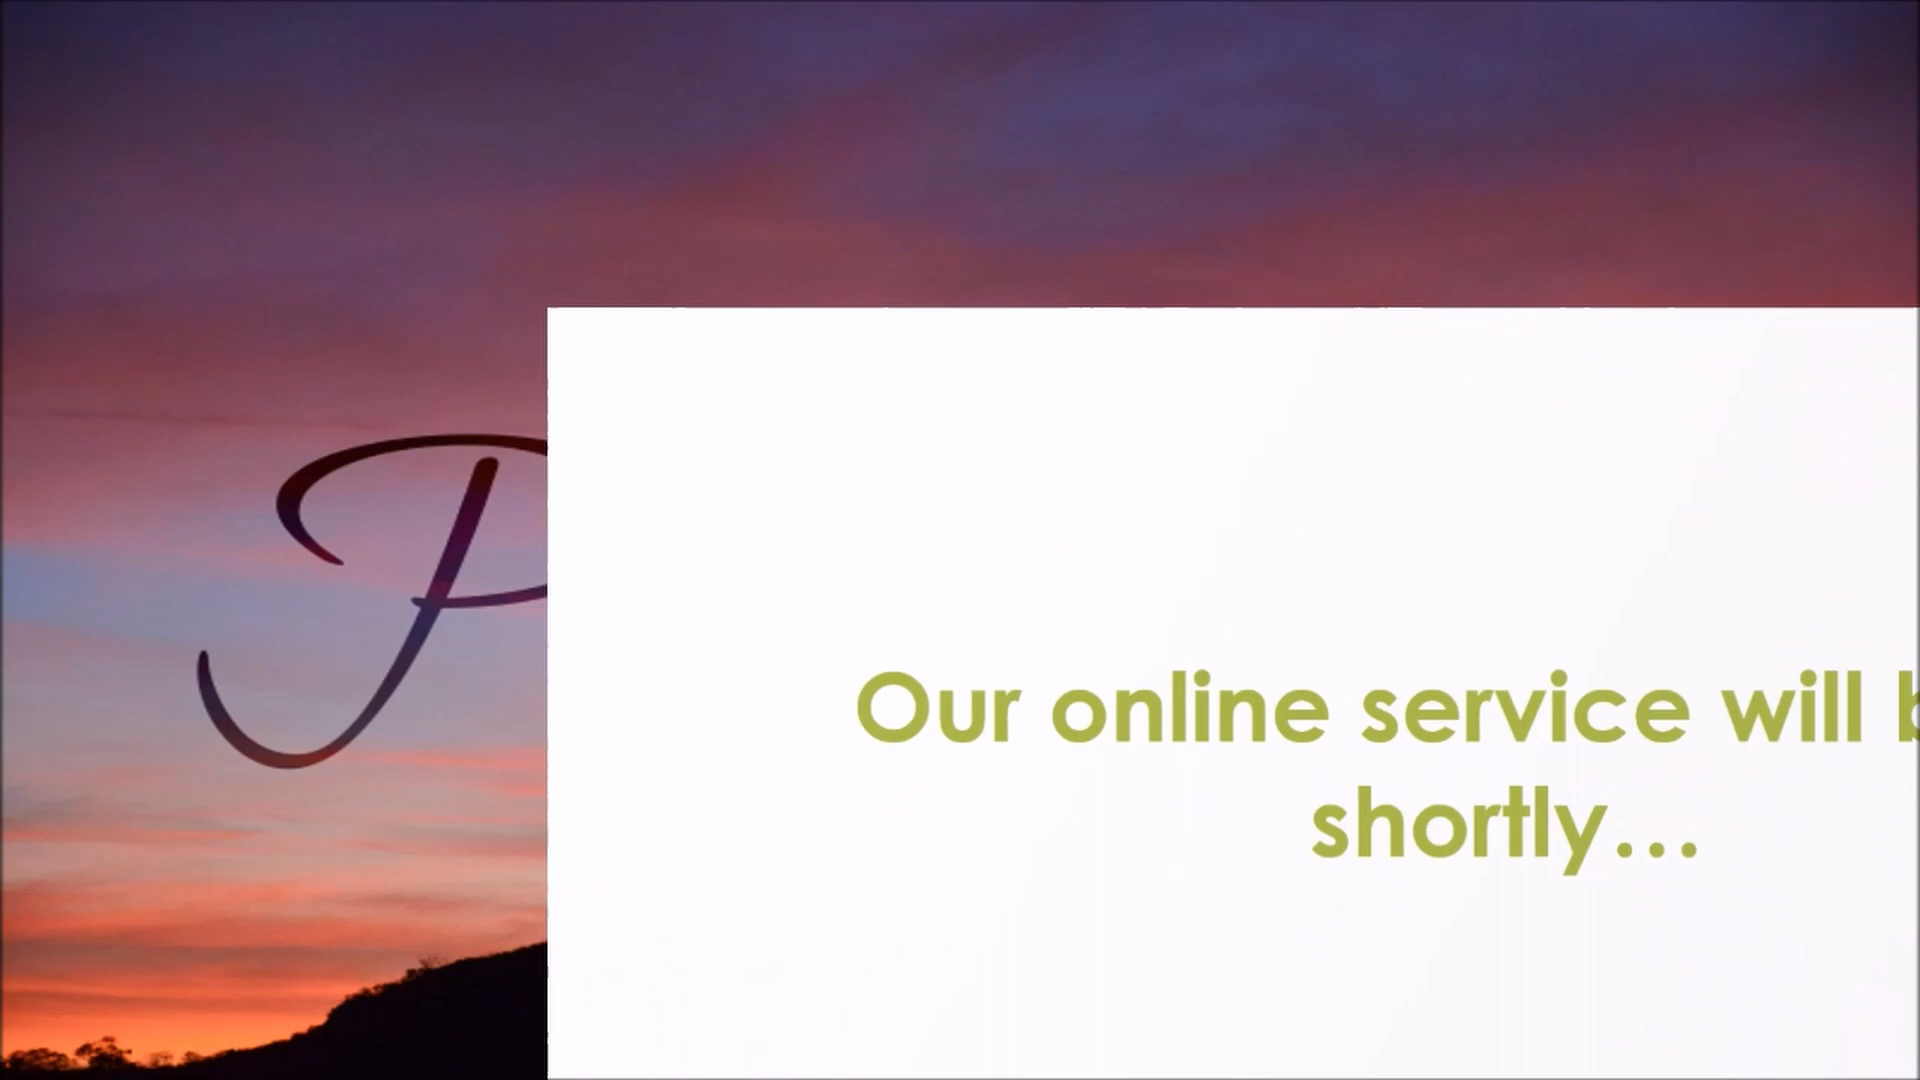 P
Our online service will b
shortly…